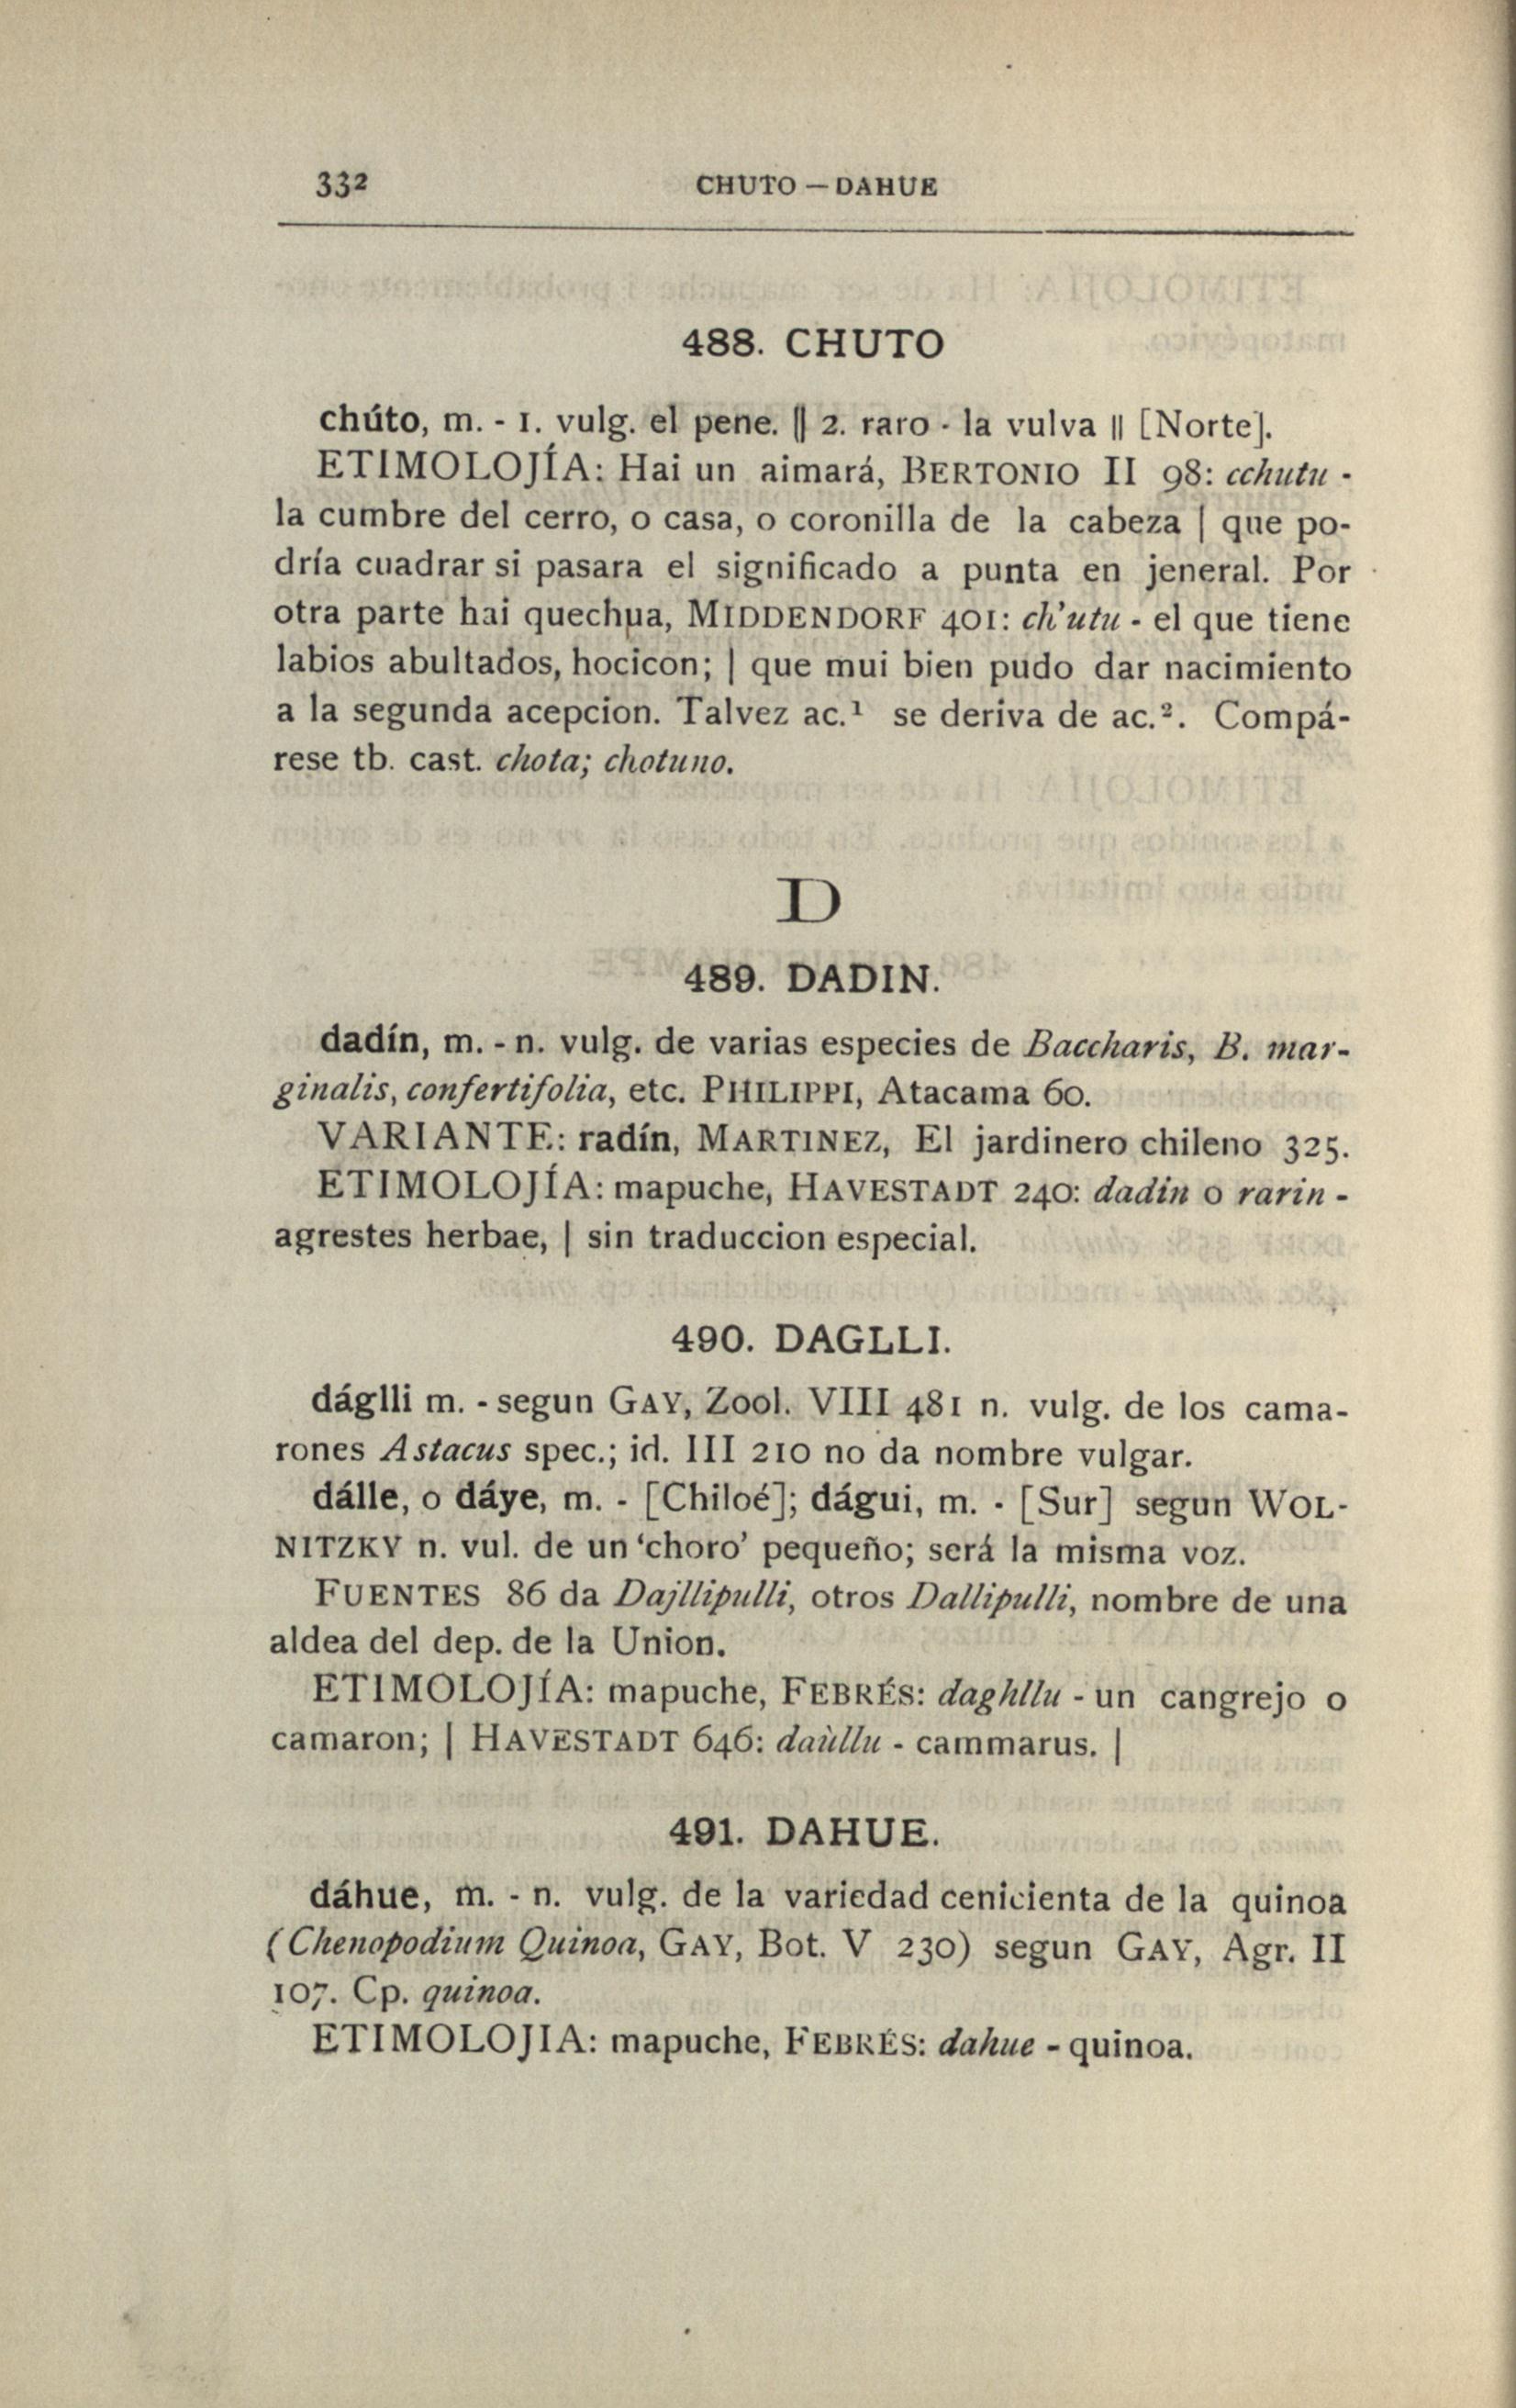 332 CHUTO — DAHUE
488. CHUTO
chúto, m. - 1. vulg. el pene. || 2. raro - la vulva || [Norte].
ETIMOLOJÍA: Hai un aimará, BERTONIO II 98: cchutu -
la cumbre del cerro, o casa, o coronilla de la cabeza | que po-
dría cuadrar si pasara el significado a punta en jeneral. Por
otra parte hai quechua, MIDDENDORF 401: ch'utu - el que tiene
labios abultados, hocicon; | que mui bien pudo dar nacimiento
a la segunda acepcion. Talvez ac.¹ se deriva de ac.². Compá-
rese tb. cast. chota; chotuno.
D
489. DADIN.
dadín, m. - n. vulg. de varias especies de Baccharis, B. mar-
ginalis, confertifolia, etc. PHILIPPI, Atacama 60.
VARIANTE: radín, MARTINEZ, El jardinero chileno 325.
ETIMOLOJÍA: mapuche, HAVESTADT 240: dadin o rarin -
agrestes herbae, | sin traduccion especial.
490. DAGLLI.
dáglli m. - segun GAY, Zool. VIII 481 n. vulg. de los cama-
rones Astacus spec.; id. III 210 no da nombre vulgar.
dálle, o dáye, m. - [Chiloé]; dágui, m. - [Sur] segun WOL-
NITZKY n. vul. de un 'choro' pequeño; será la misma voz.
FUENTES 86 da Dajllipulli, otros Dallipulli, nombre de una
aldea del dep. de la Union.
ETIMOLOJÍA: mapuche, FEBRÉS: daghllu - un cangrejo o
camaron; | HAVESTADT 646: daùllu - cammarus. |
491. DAHUE.
dáhue, m. - n. vulg. de la variedad cenicienta de la quinoa
(Chenopodium Quinoa, GAY, Bot. V 230) segun GAY, Agr. II
107. Cp. quinoa.
ETIMOLOJIA: mapuche, FEBRÉS: dahue - quinoa.